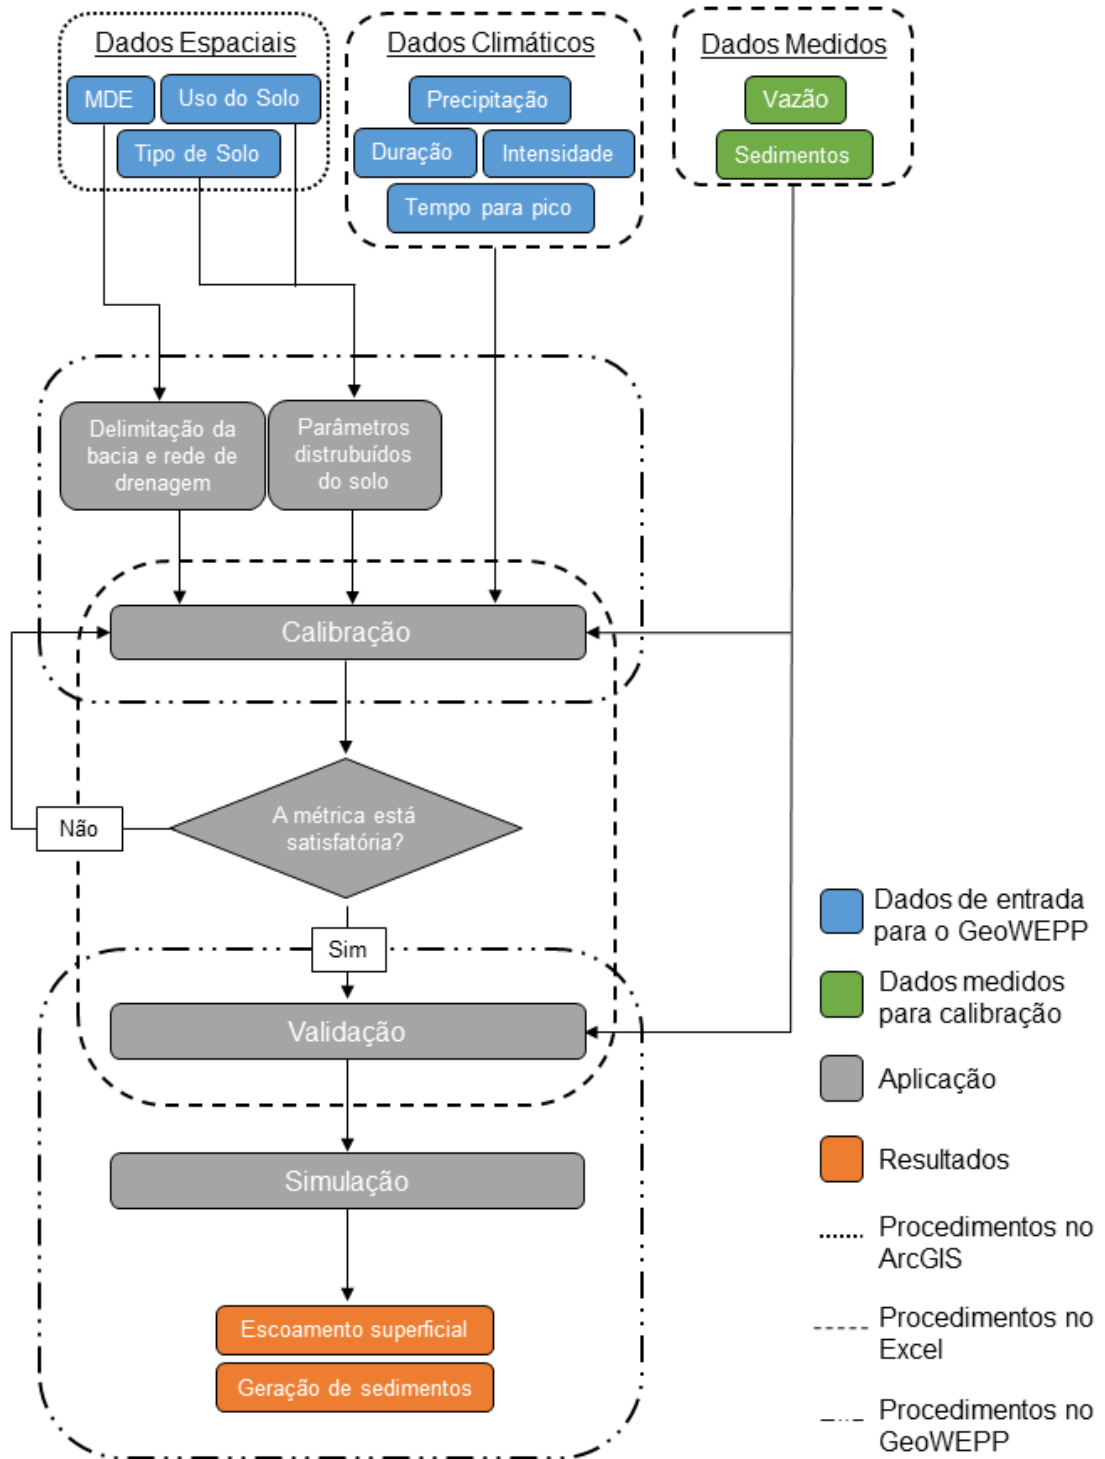 Dados Espaciais
MDE
Uso do Solo
Tipo de Solo
Dados Climáticos
Precipitação
Duração
Intensidade
Tempo para pico
Dados Medidos
Vazão
Sedimentos
Delimitação da
bacia e rede de
drenagem
Parâmetros
distrubuídos
do solo
Calibração
A métrica está
satisfatória?
Não
Sim
Validação
Simulação
Escoamento superficial
Geração de sedimentos
Dados de entrada
para o GeoWEPP
Dados medidos
para calibração
Aplicação
Resultados
Procedimentos no
ArcGIS
Procedimentos no
Excel
Procedimentos no
GeoWEPP